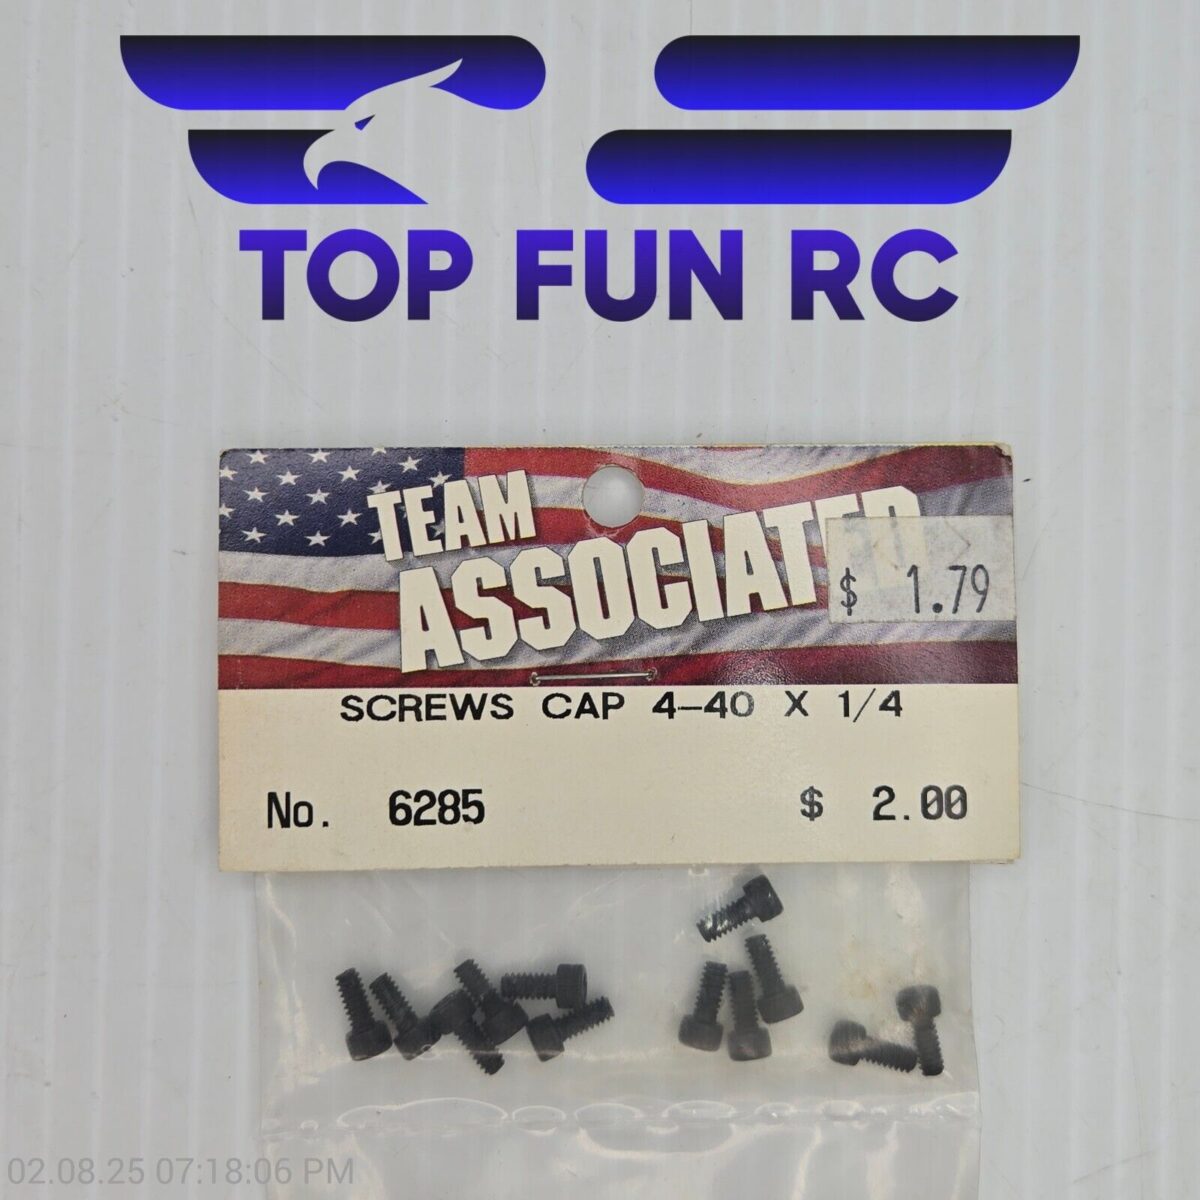 TOP FUN RC
TEAM
ASSOCIATED
$ 1.79
SCREWS CAP 4-40 X 1/4
No. 6285 $ 2.00
02.08.25 07:18:06 PM